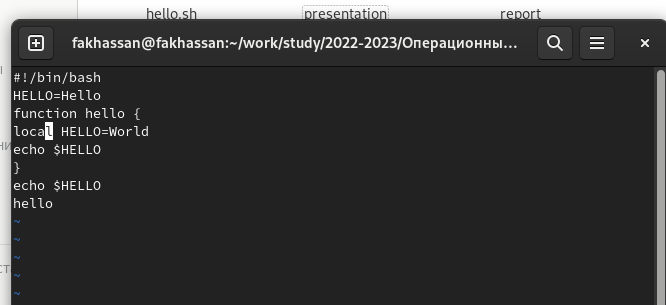 hello.sh presentation report
fakhassan@fakhassan:~/work/study/2022-2023/Операционны...
#!/bin/bash
HELLO=Hello
function hello {
local HELLO=World
echo $HELLO
}
echo $HELLO
hello
~
~
~
~
~